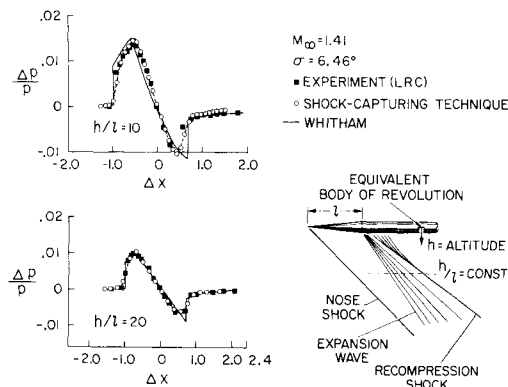 .02
.01
Δp
p
0
-.01
h/l=10
-2.0 -1.0 0 1.0 2.0
ΔX
.020
.01
Δp
p
0
-.01
h/l=20
-2.0 -1.0 0 1.0 2.0 2.4
ΔX
M∞=1.41
σ=6.46°
■ EXPERIMENT (LRC)
○ SHOCK-CAPTURING TECHNIQUE
— WHITHAM
EQUIVALENT
BODY OF REVOLUTION
l
h=ALTITUDE
h/l=CONST
NOSE
SHOCK
EXPANSION
WAVE
RECOMPRESSION
SHOCK